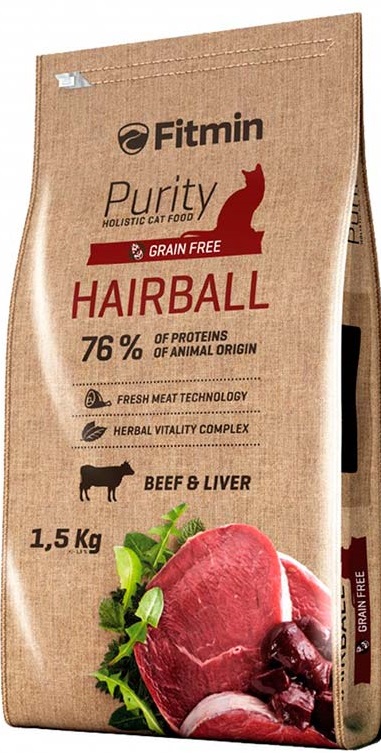 Fitmin
Purity
HOLISTIC CAT FOOD
GRAIN FREE
HAIRBALL
76 % OF PROTEINS
OF ANIMAL ORIGIN
FRESH MEAT TECHNOLOGY
HERBAL VITALITY COMPLEX
BEEF & LIVER
1,5 Kg
Purity
HAIRBALL
GRAIN FREE